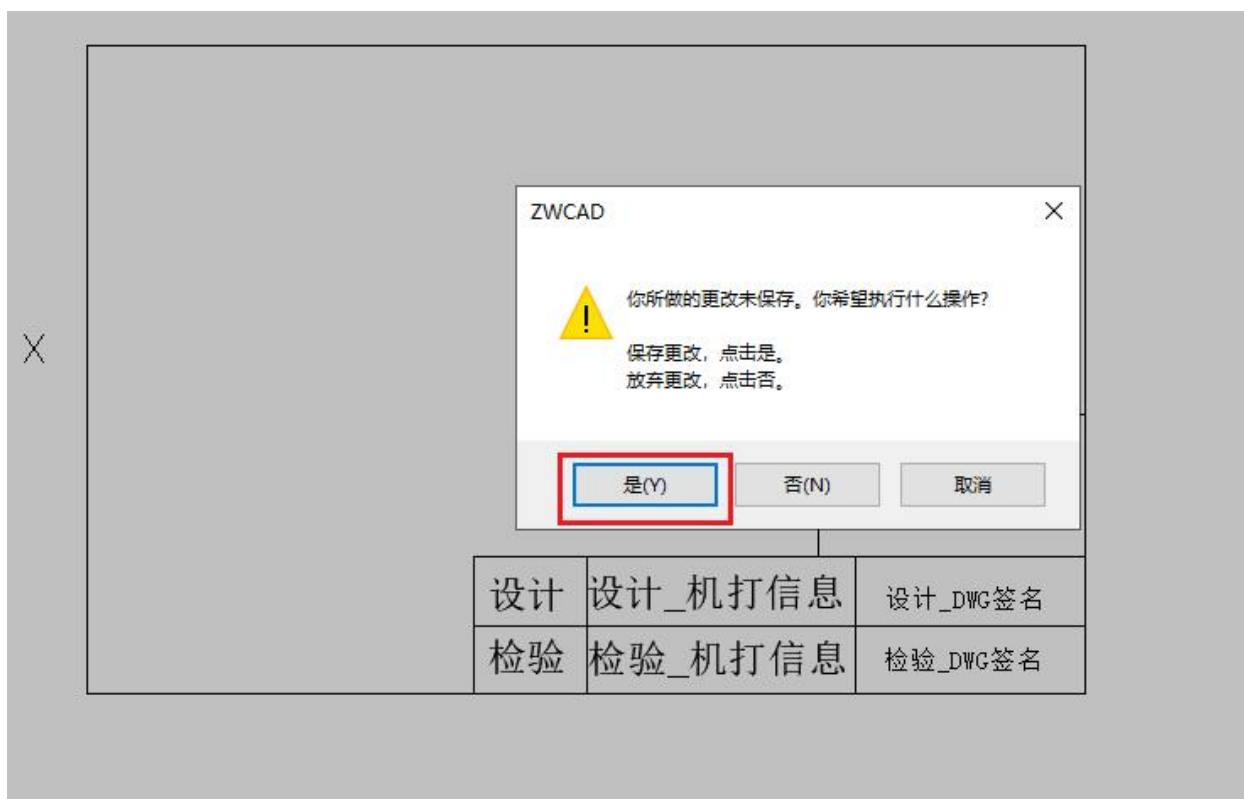 ZWCAD
你所做的更改未保存。你希望执行什么操作?
保存更改，点击是。
放弃更改，点击否。
是(Y) 否(N) 取消
设计 设计_机打信息 设计_DWG签名
检验 检验_机打信息 检验_DWG签名